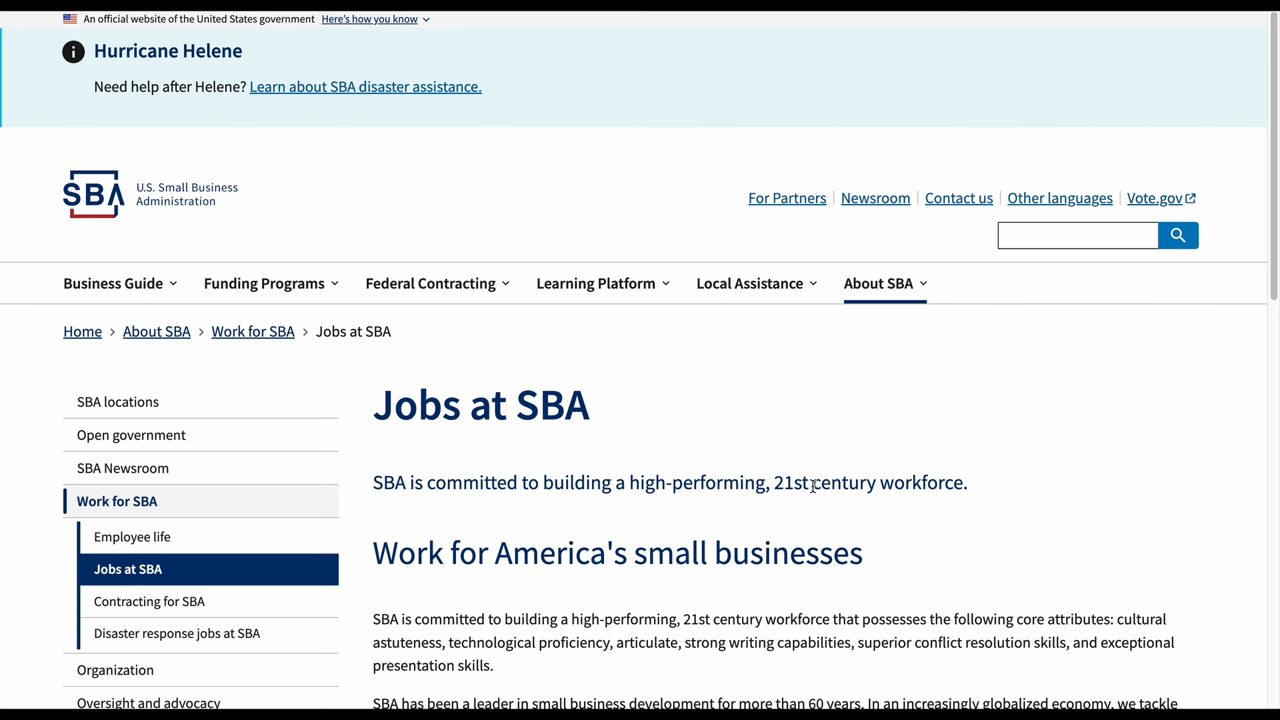 An official website of the United States government Here's how you know
Hurricane Helene
Need help after Helene? Learn about SBA disaster assistance.
SBA U.S. Small Business
Administration
For Partners Newsroom Contact us Other languages Vote.gov
Business Guide Funding Programs Federal Contracting Learning Platform Local Assistance About SBA
Home About SBA Work for SBA Jobs at SBA
SBA locations
Open government
SBA Newsroom
Work for SBA
Employee life
Jobs at SBA
Contracting for SBA
Disaster response jobs at SBA
Organization
Oversight and advocacy
Jobs at SBA
SBA is committed to building a high-performing, 21st century workforce.
Work for America's small businesses
SBA is committed to building a high-performing, 21st century workforce that possesses the following core attributes: cultural
astuteness, technological proficiency, articulate, strong writing capabilities, superior conflict resolution skills, and exceptional
presentation skills.
SBA has been a leader in small business development for more than 60 years. In an increasingly globalized economy, we tackle